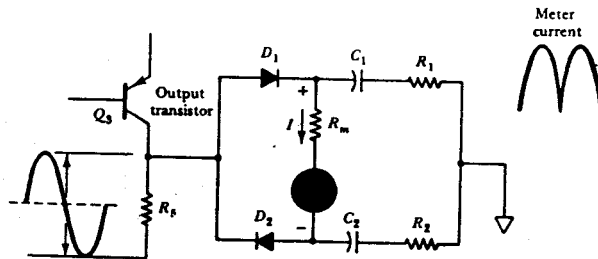 Meter
current
D₁
C₁
R₁
+
Output
transistor
Q₃
I
Rₘ
R₅
D₂
−
C₂
R₂